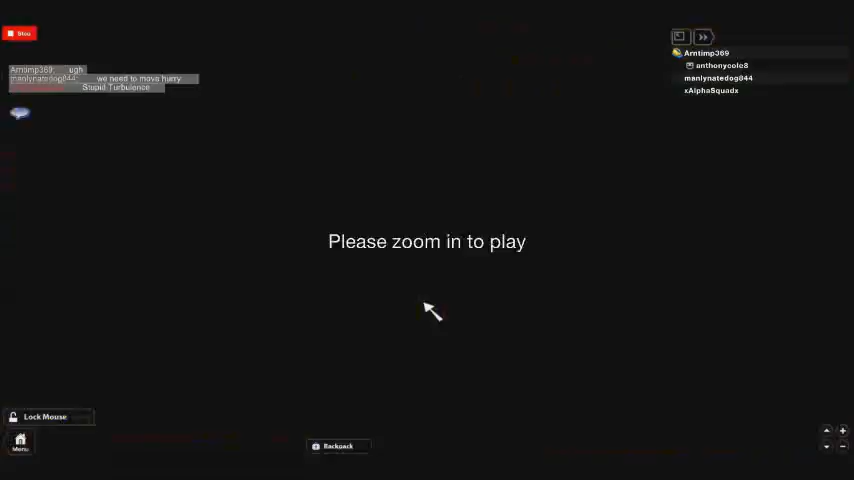 Stop
Arntimp369; ugh
manlynatedog844: we need to move hurry
Stupid Turbulence
Arntimp369
anthonycole8
manlynatedog844
xAlphaSquadx
Please zoom in to play
Lock Mouse
Menu
Backpack